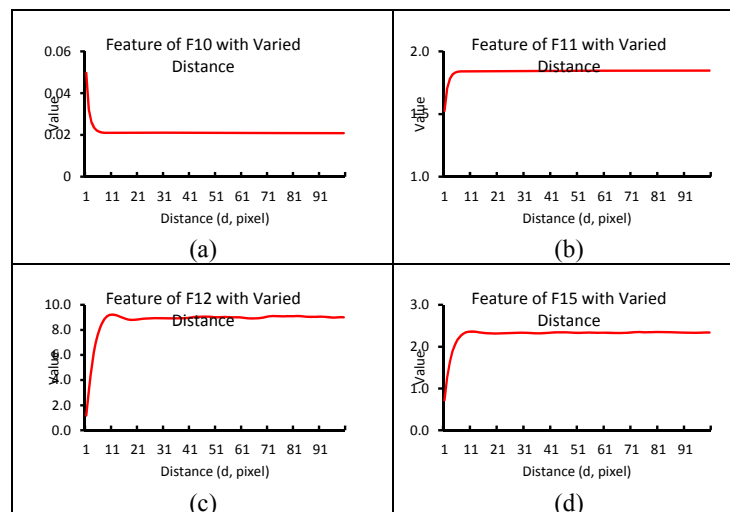 Feature of F10 with Varied
Distance
0.06
0.04
0.02
0
Value
1 11 21 31 41 51 61 71 81 91
Distance (d, pixel)
(a)
Feature of F11 with Varied
Distance
2.0
1.5
1.0
Value
1 11 21 31 41 51 61 71 81 91
Distance (d, pixel)
(b)
Feature of F12 with Varied
Distance
10.0
8.0
6.0
4.0
2.0
0.0
Value
1 11 21 31 41 51 61 71 81 91
Distance (d, pixel)
(c)
Feature of F15 with Varied
Distance
3.0
2.0
1.0
0.0
Value
1 11 21 31 41 51 61 71 81 91
Distance (d, pixel)
(d)